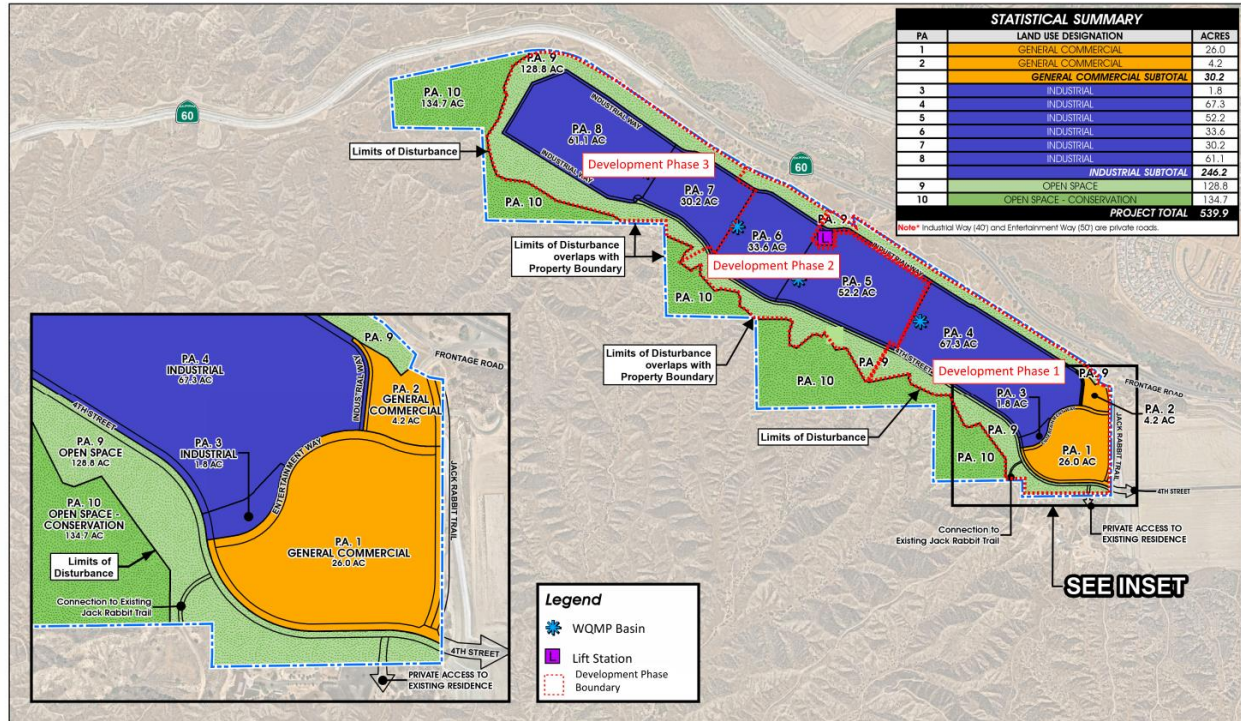 STATISTICAL SUMMARY
PA LAND USE DESIGNATION ACRES
1 GENERAL COMMERCIAL 26.0
2 GENERAL COMMERCIAL 4.2
GENERAL COMMERCIAL SUBTOTAL 30.2
3 INDUSTRIAL 1.8
4 INDUSTRIAL 67.3
5 INDUSTRIAL 52.2
6 INDUSTRIAL 33.6
7 INDUSTRIAL 30.2
8 INDUSTRIAL 61.1
INDUSTRIAL SUBTOTAL 246.2
9 OPEN SPACE 128.8
10 OPEN SPACE - CONSERVATION 134.7
PROJECT TOTAL 539.9
Note* Industrial Way (40') and Entertainment Way (50') are private roads.
60
P.A. 9
128.8 AC
P.A. 10
134.7 AC
INDUSTRIAL WAY
P.A. 8
61.1 AC
Limits of Disturbance
INDUSTRIAL WAY
Development Phase 3
60
P.A. 7
30.2 AC
P.A. 10
P.A. 9
L
INDUSTRIAL WAY
P.A. 6
33.6 AC
Limits of Disturbance
overlaps with
Property Boundary
Development Phase 2
P.A. 5
52.2 AC
P.A. 10
P.A. 4
67.3 AC
Limits of Disturbance
overlaps with
Property Boundary
4TH STREET
P.A. 9
Development Phase 1
P.A. 9
FRONTAGE ROAD
P.A. 10
P.A. 3
1.8 AC
P.A. 2
4.2 AC
JACK RABBIT TRAIL
Limits of Disturbance
P.A. 9
P.A. 1
26.0 AC
P.A. 10
4TH STREET
Connection to
Existing Jack Rabbit Trail
PRIVATE ACCESS TO
EXISTING RESIDENCE
SEE INSET
P.A. 9
FRONTAGE ROAD
P.A. 4
INDUSTRIAL
67.3 AC
INDUSTRIAL WAY
P.A. 2
GENERAL
COMMERCIAL
4.2 AC
4TH STREET
P.A. 9
OPEN SPACE
128.8 AC
P.A. 3
INDUSTRIAL
1.8 AC
ENTERTAINMENT WAY
JACK RABBIT TRAIL
P.A. 10
OPEN SPACE -
CONSERVATION
134.7 AC
P.A. 1
GENERAL COMMERCIAL
26.0 AC
Limits of
Disturbance
Connection to Existing
Jack Rabbit Trail
4TH STREET
PRIVATE ACCESS TO
EXISTING RESIDENCE
Legend
WQMP Basin
L Lift Station
Development Phase
Boundary